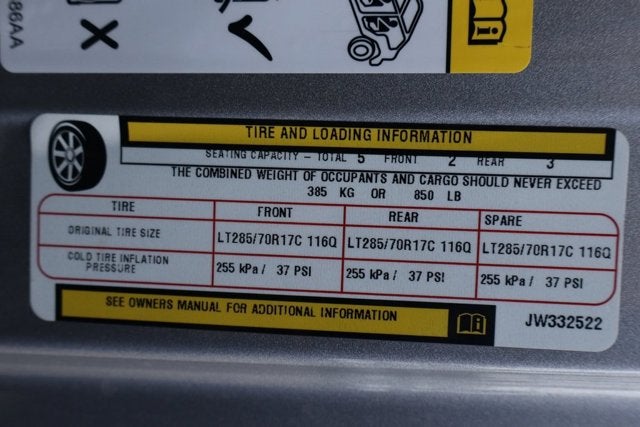 86AA
TIRE AND LOADING INFORMATION
SEATING CAPACITY - TOTAL 5 FRONT 2 REAR 3
THE COMBINED WEIGHT OF OCCUPANTS AND CARGO SHOULD NEVER EXCEED
385 KG OR 850 LB
TIRE FRONT REAR SPARE
ORIGINAL TIRE SIZE LT285/70R17C 116Q LT285/70R17C 116Q LT285/70R17C 116Q
COLD TIRE INFLATION
PRESSURE 255 kPa / 37 PSI 255 kPa / 37 PSI 255 kPa / 37 PSI
SEE OWNERS MANUAL FOR ADDITIONAL INFORMATION
JW332522